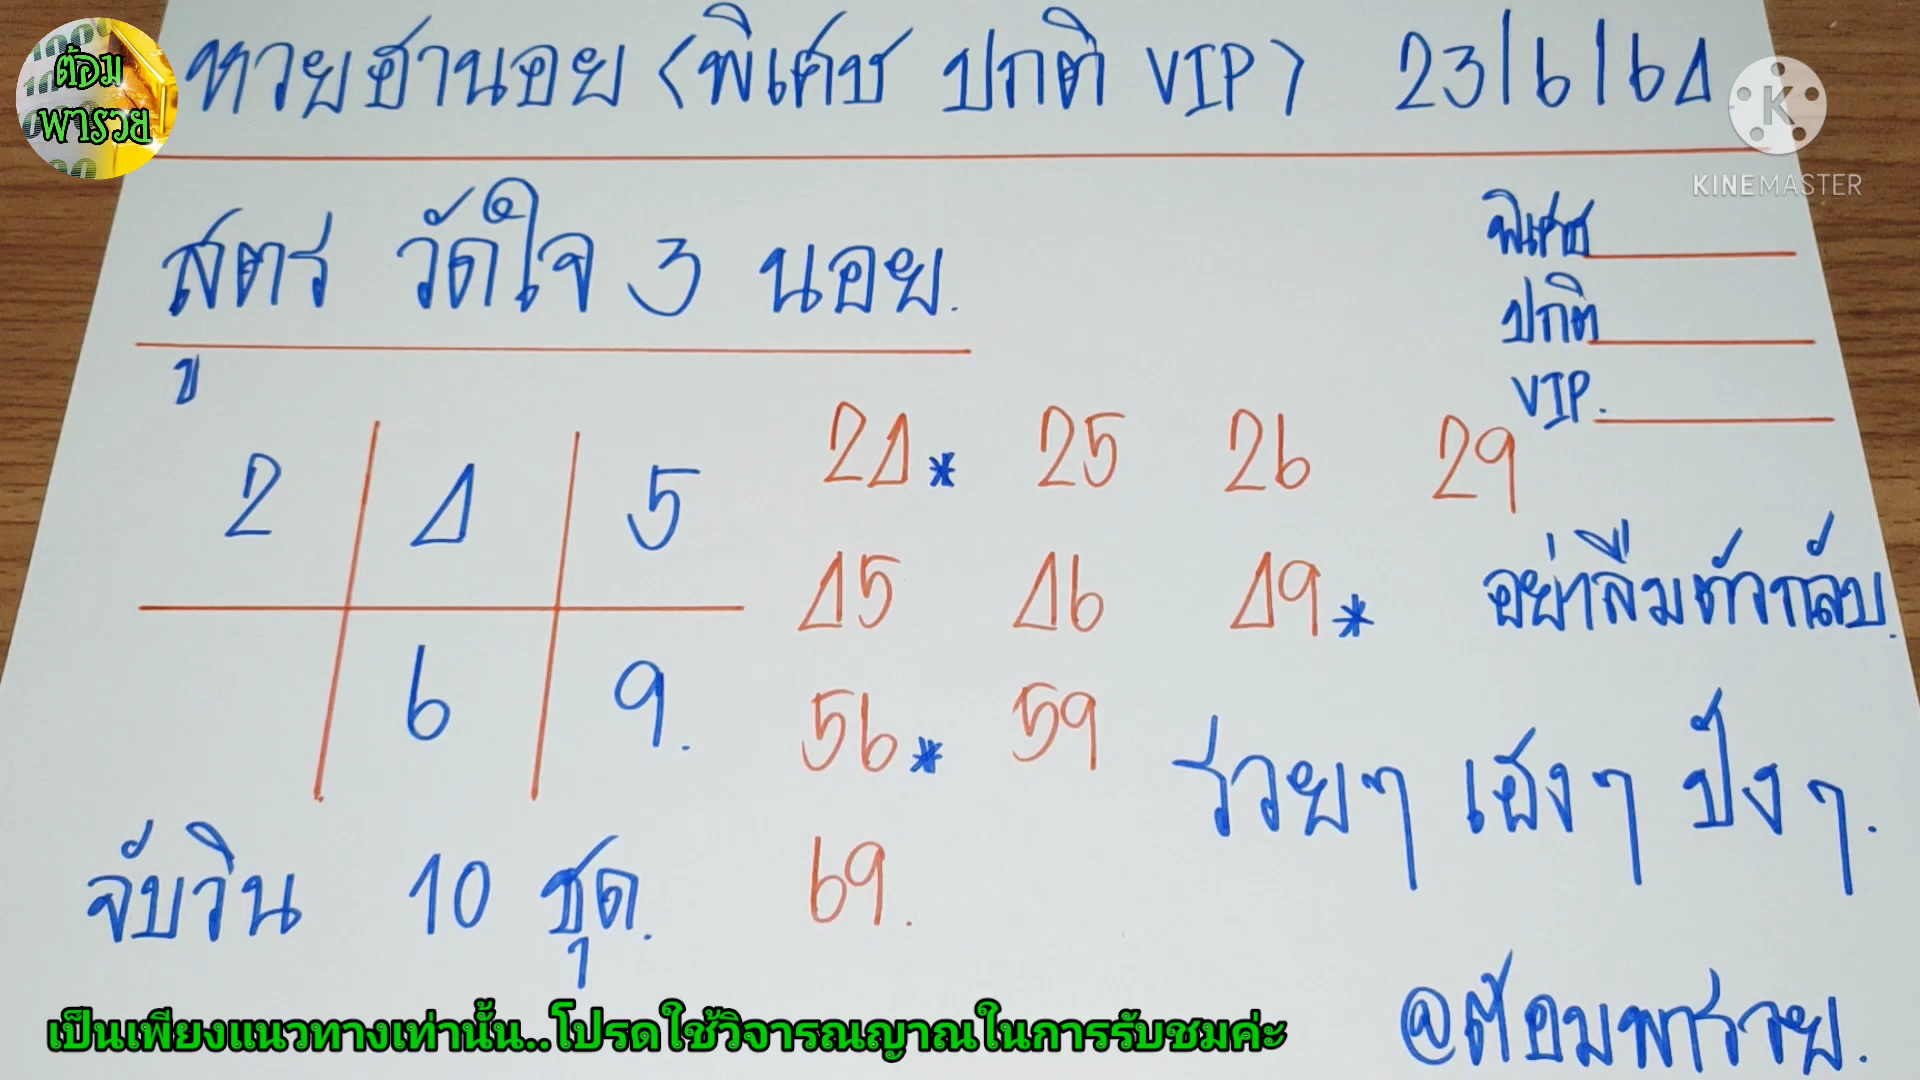 ต้อม
พารวย
หวยฮานอย (พิเศษ ปกติ VIP) 23/6/64
KINEMASTER
สูตร วัดใจ 3 นอย.
พิเศษ
ปกติ
VIP.
ป
2 4 5
6 9.
24* 25 26 29
45 46 49*
อย่าลืมตัวกลับ.
56* 59
69.
รวยๆ เฮงๆ ปังๆ.
จับวิน 10 ชุด.
@ต้อมพารวย.
เป็นเพียงแนวทางเท่านั้น..โปรดใช้วิจารณญาณในการรับชมค่ะ